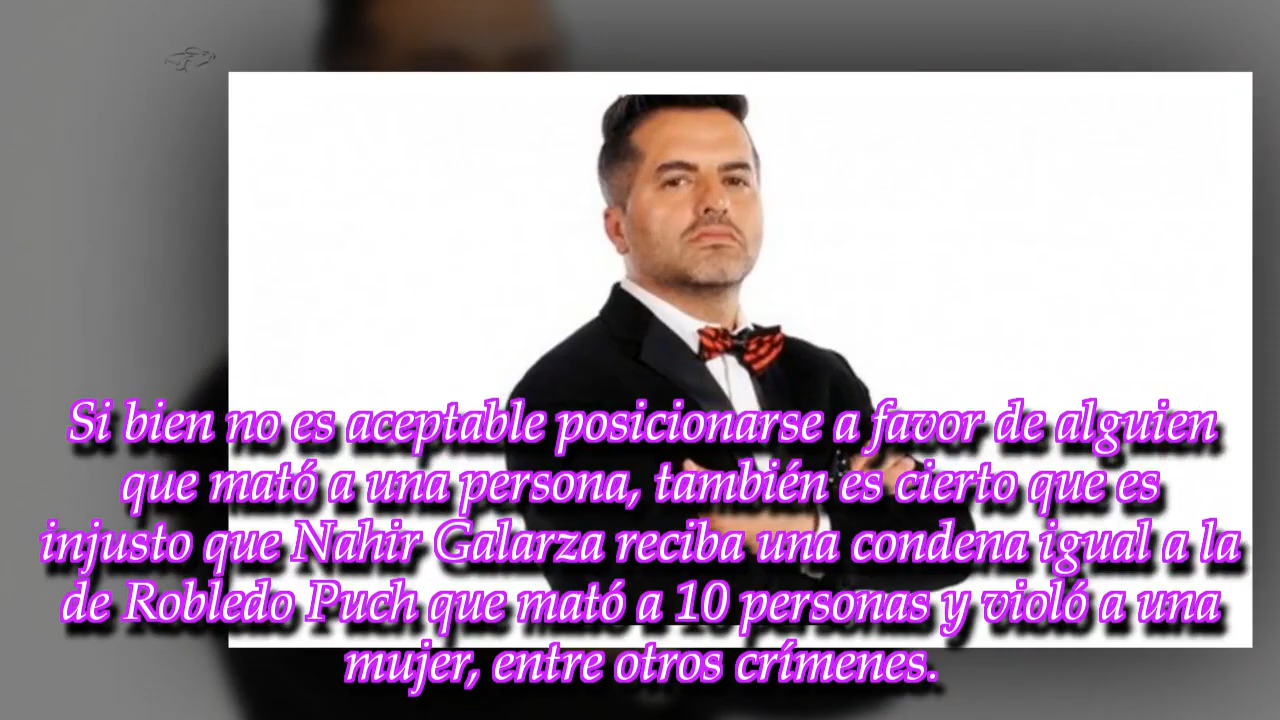 Si bien no es aceptable posicionarse a favor de alguien
que mató a una persona, también es cierto que es
injusto que Nahir Galarza reciba una condena igual a la
de Robledo Puch que mató a 10 personas y violó a una
mujer, entre otros crímenes.